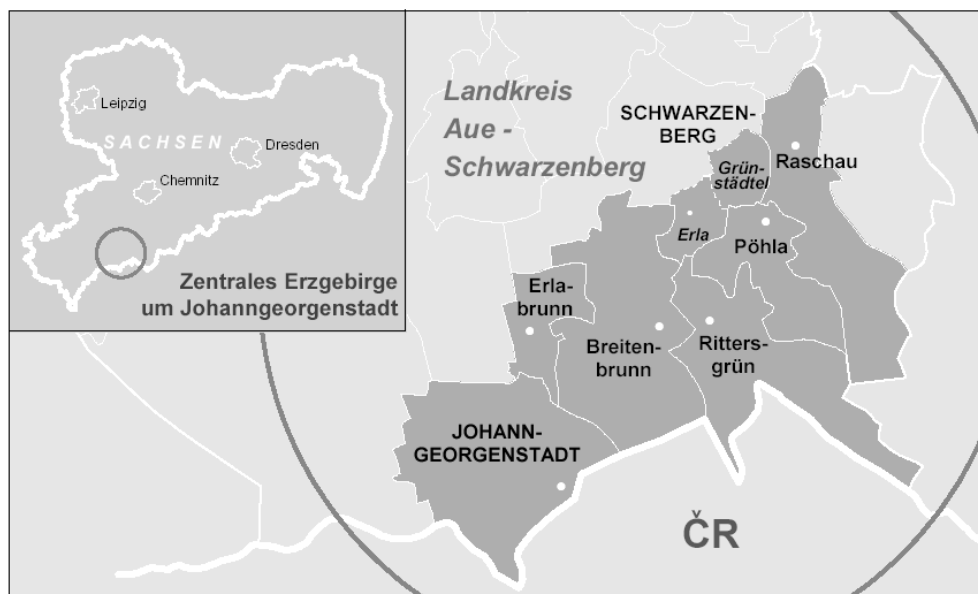 Leipzig
SACHSEN
Dresden
Chemnitz
Zentrales Erzgebirge
um Johanngeorgenstadt
Landkreis
Aue -
Schwarzenberg
SCHWARZEN-
BERG
Grün-
städtel
Raschau
Erla
Pöhla
Erla-
brunn
Breiten-
brunn
Ritters-
grün
JOHANN-
GEORGENSTADT
ČR